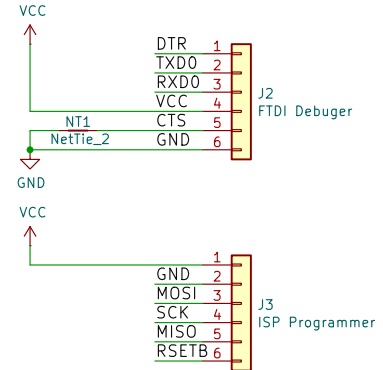 VCC
DTR 1
TXD0 2
RXD0 3
VCC 4
CTS 5
GND 6
J2
FTDI Debuger
NT1
NetTie_2
GND
VCC
1
GND 2
MOSI 3
SCK 4
MISO 5
RSETB 6
J3
ISP Programmer